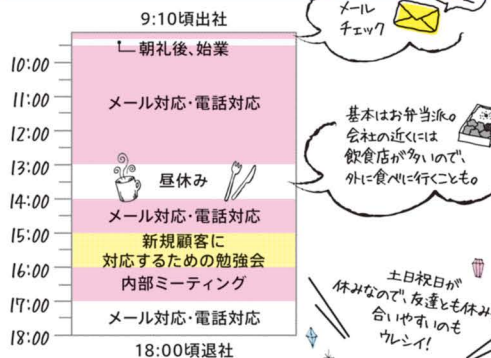 9:10頃出社
朝礼後、始業
10:00
11:00
メール対応・電話対応
12:00
13:00
昼休み
14:00
メール対応・電話対応
15:00
新規顧客に
対応するための勉強会
16:00
内部ミーティング
17:00
メール対応・電話対応
18:00
18:00頃退社
メール
チェック
基本はお弁当派。
会社の近くには
飲食店が多いので、
外に食べに行くことも。
土日祝日が
休みなので、友達とも休み
合いやすいのも
ウレシイ!